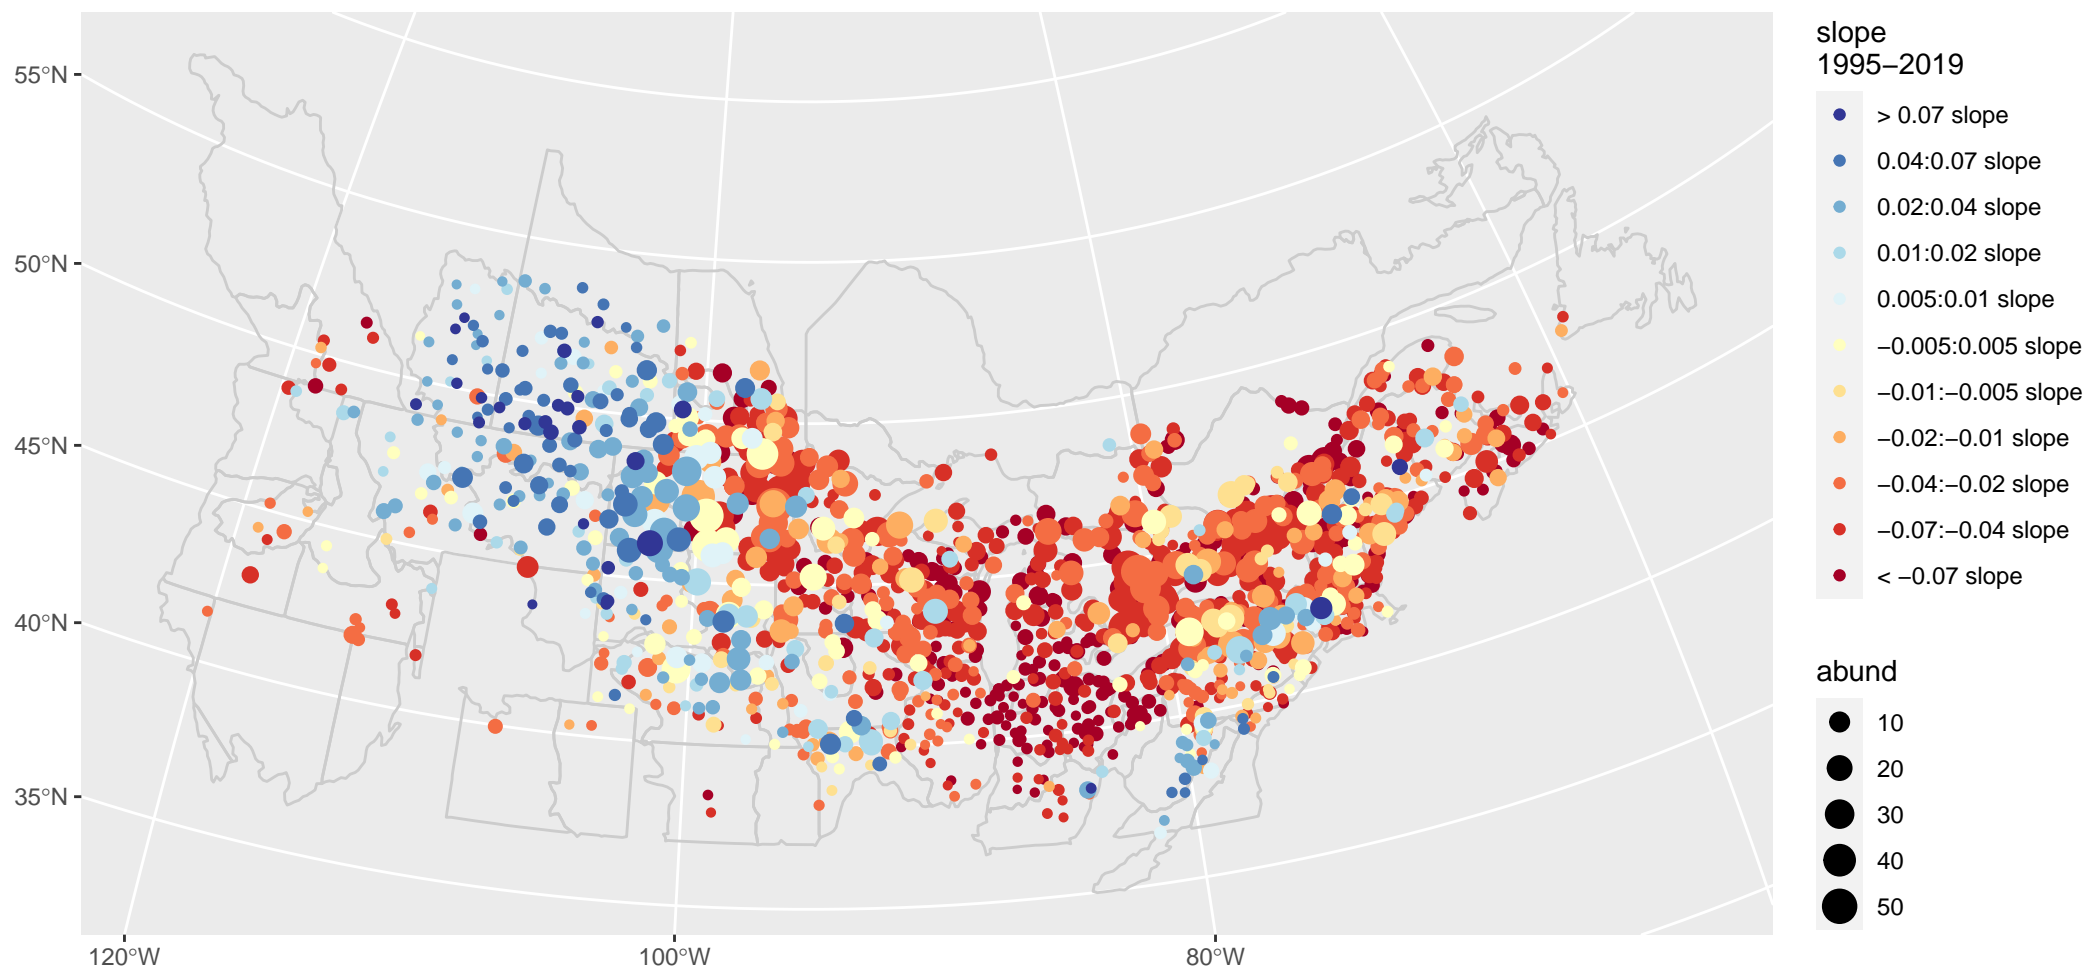 55°N
50°N
45°N
40°N
35°N
120°W
100°W
80°W
slope
1995−2019
> 0.07 slope
0.04:0.07 slope
0.02:0.04 slope
0.01:0.02 slope
0.005:0.01 slope
−0.005:0.005 slope
−0.01:−0.005 slope
−0.02:−0.01 slope
−0.04:−0.02 slope
−0.07:−0.04 slope
< −0.07 slope
abund
10
20
30
40
50